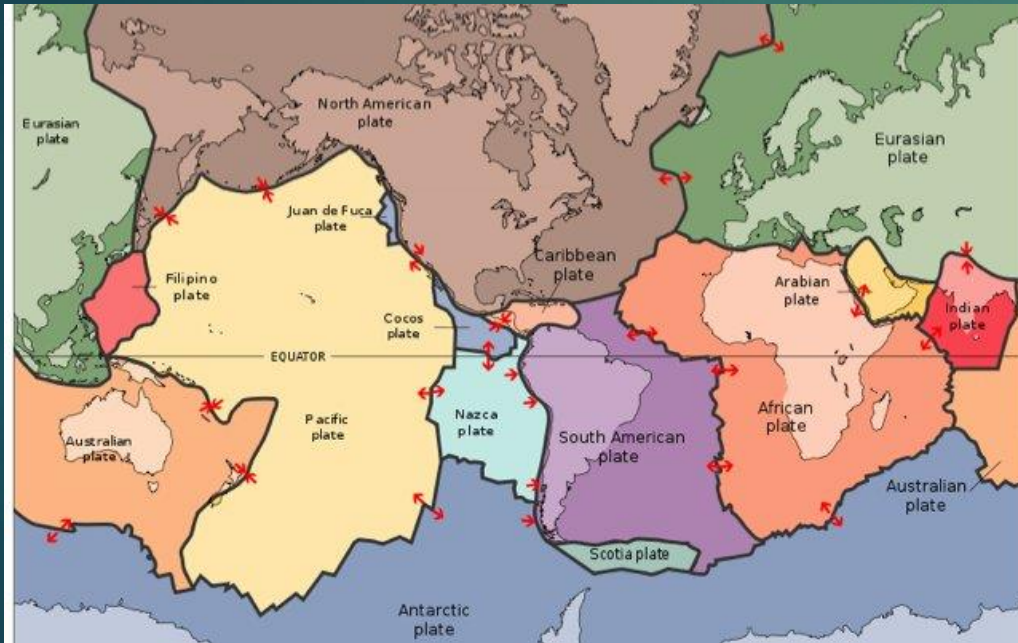 Eurasian
plate
North American
plate
Eurasian
plate
Juan de Fuca
plate
Caribbean
plate
Filipino
plate
Arabian
plate
Cocos
plate
Indian
plate
EQUATOR
Nazca
plate
Pacific
plate
African
plate
Australian
plate
South American
plate
Australian
plate
Scotia plate
Antarctic
plate